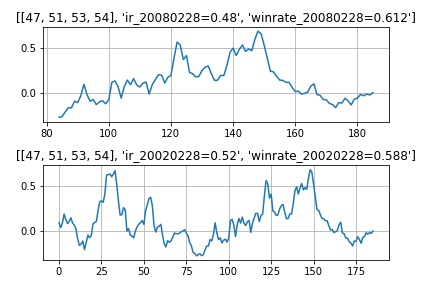 [[47, 51, 53, 54], 'ir_20080228=0.48', 'winrate_20080228=0.612']
0.5
0.0
80 100 120 140 160 180
[[47, 51, 53, 54], 'ir_20020228=0.52', 'winrate_20020228=0.588']
0.5
0.0
0 25 50 75 100 125 150 175